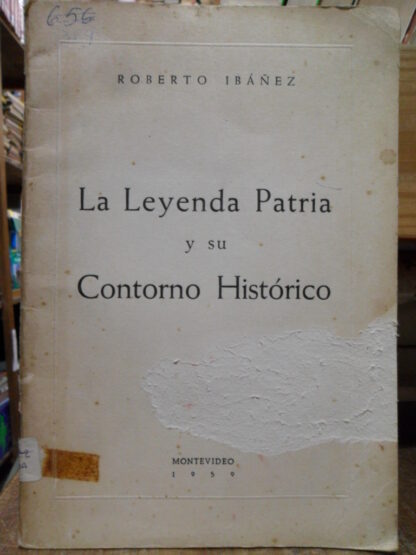 656
ROBERTO IBÁÑEZ
La Leyenda Patria
y su
Contorno Histórico
MONTEVIDEO
1959